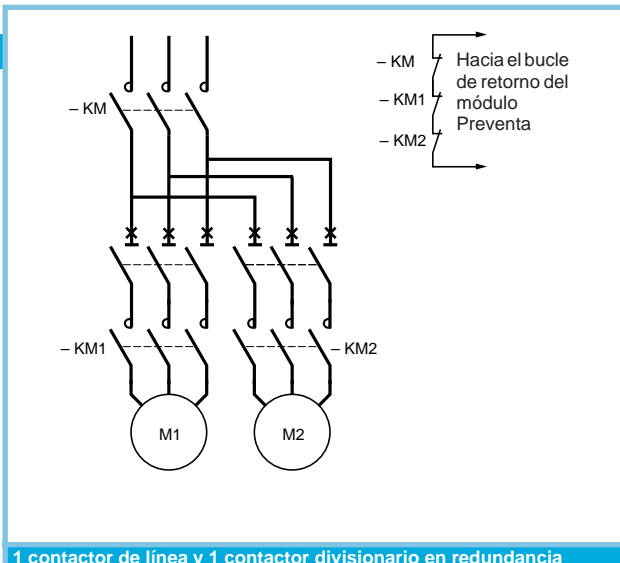 – KM
Hacia el bucle
de retorno del
– KM1
módulo
Preventa
– KM2
– KM
– KM1
– KM2
M1
M2
1 contactor de línea y 1 contactor divisionario en redundancia